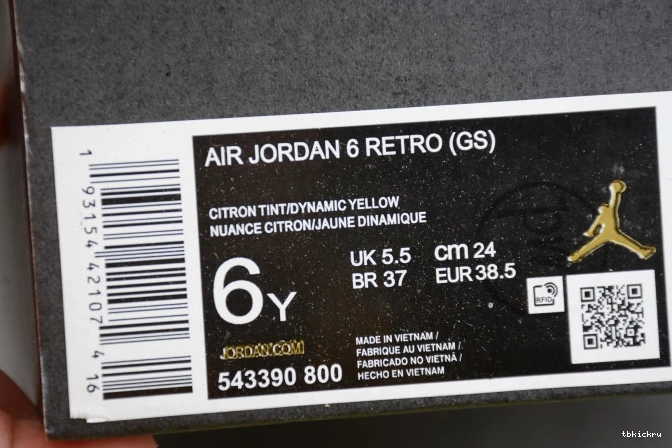 1 93154 42107 4 16
AIR JORDAN 6 RETRO (GS)
CITRON TINT/DYNAMIC YELLOW
NUANCE CITRON/JAUNE DINAMIQUE
6Y
UK 5.5 cm 24
BR 37 EUR 38.5
RFID
JORDAN.COM
543390 800
MADE IN VIETNAM /
FABRIQUE AU VIETNAM /
FABRICADO NO VIETNÃ /
HECHO EN VIETNAM
tbkickru